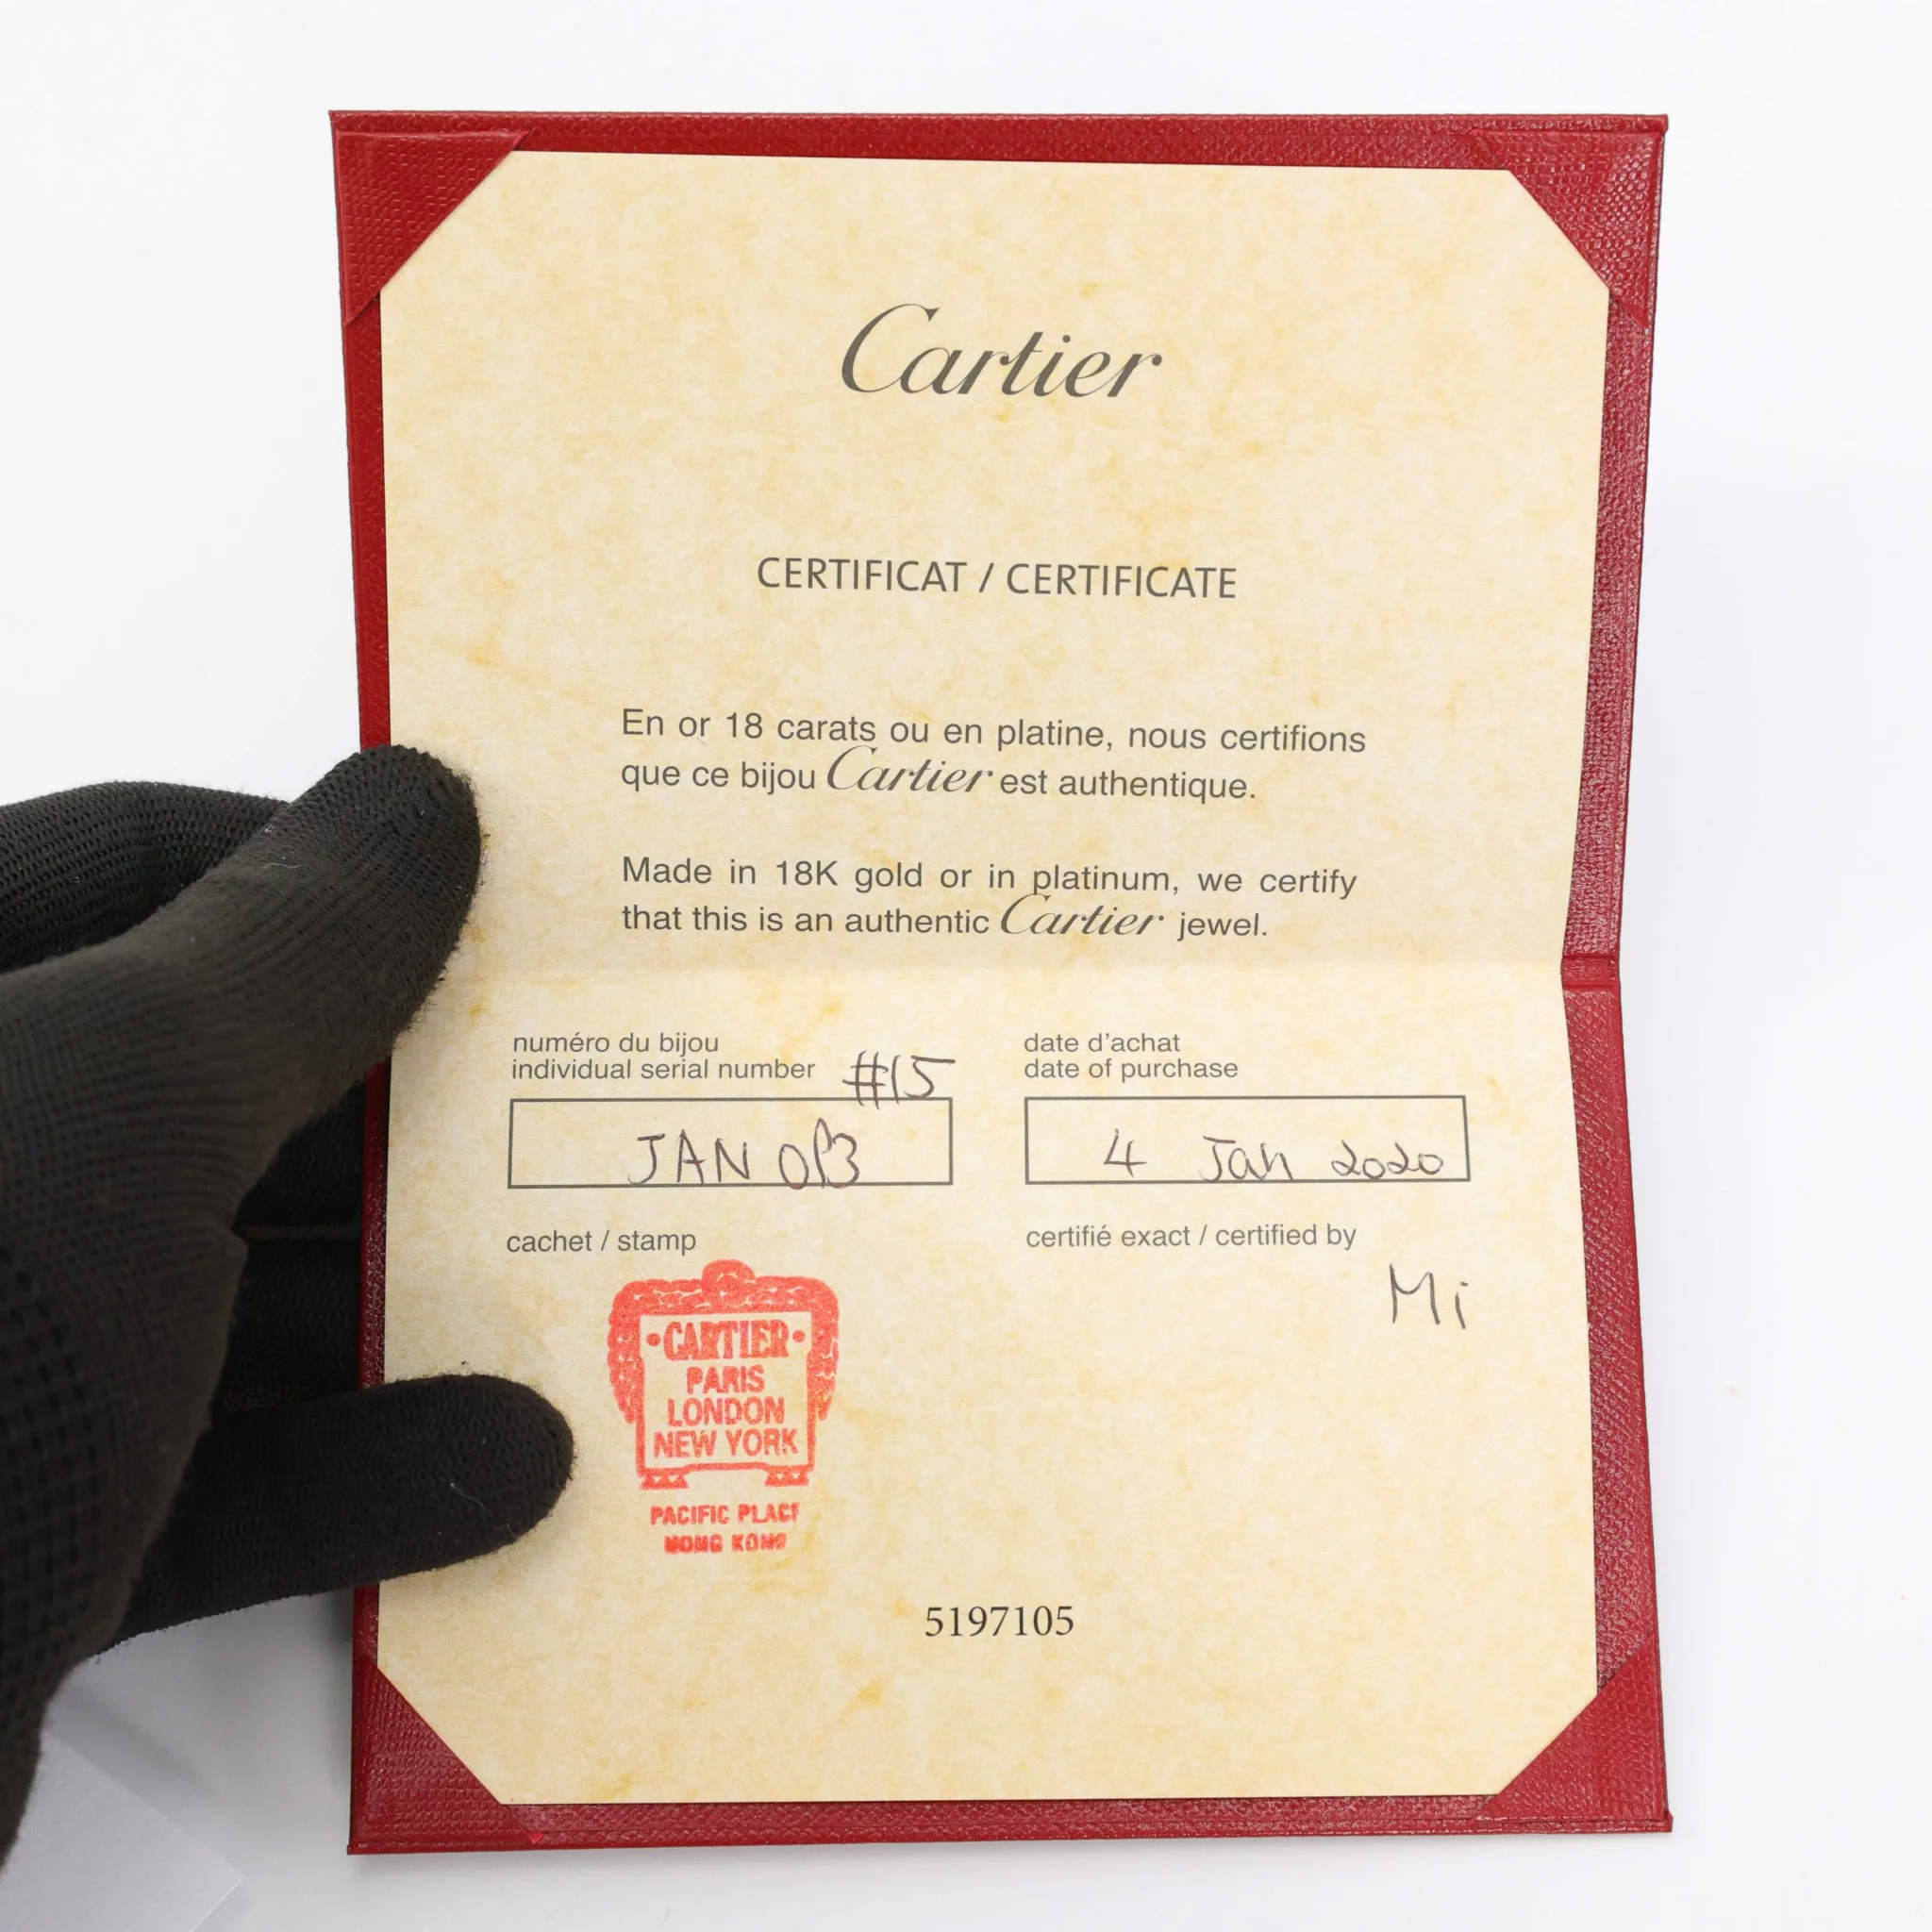 Cartier
CERTIFICAT / CERTIFICATE
En or 18 carats ou en platine, nous certifions
que ce bijou Cartier est authentique.
Made in 18K gold or in platinum, we certify
that this is an authentic Cartier jewel.
numéro du bijou
individual serial number #15
JAN
date d'achat
date of purchase
4 Jan 2020
cachet / stamp
·CARTIER·
PARIS
LONDON
NEW YORK
PACIFIC PLACE
HONG KONG
certifié exact / certified by
Mi
5197105